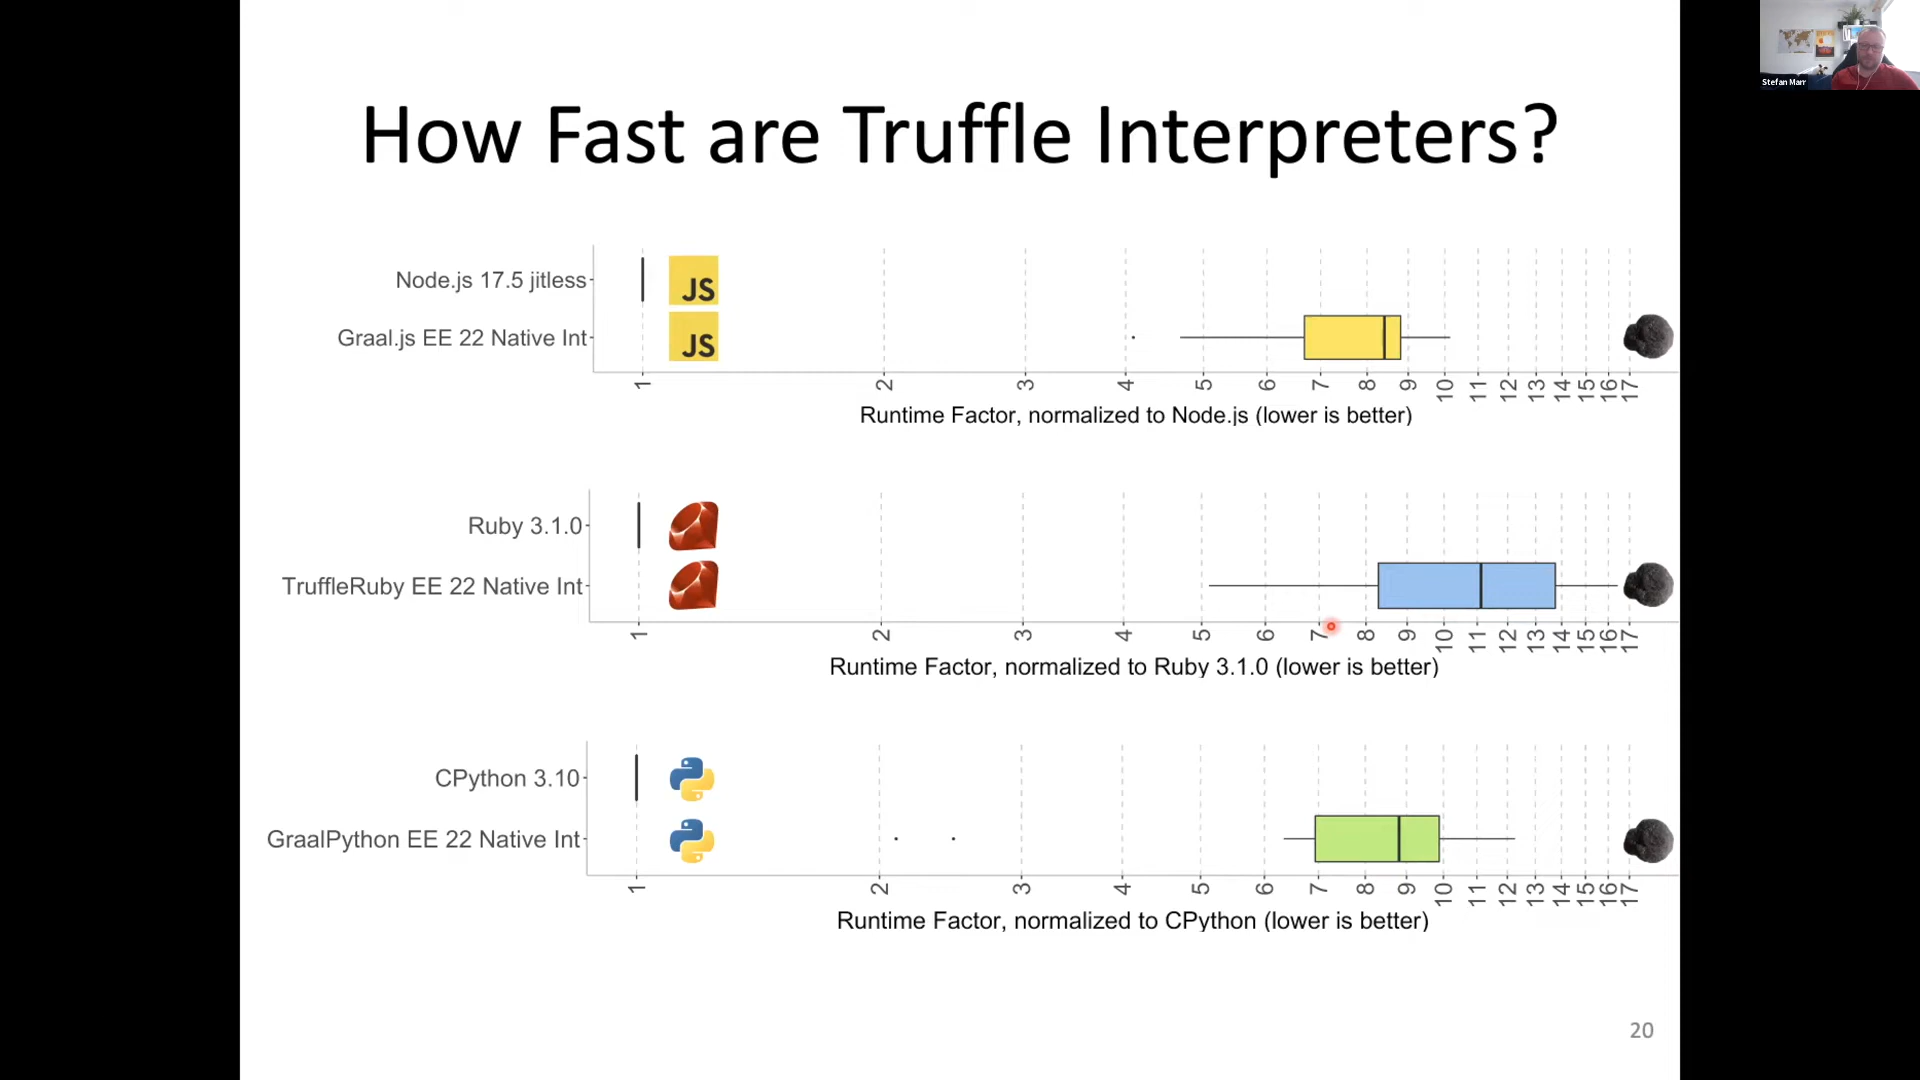 Stefan Marr
How Fast are Truffle Interpreters?
Node.js 17.5 jitless
JS
Graal.js EE 22 Native Int
JS
1 2 3 4 5 6 7 8 9 10 11 12 13 14 15 16 17
Runtime Factor, normalized to Node.js (lower is better)
Ruby 3.1.0
TruffleRuby EE 22 Native Int
1 2 3 4 5 6 7 8 9 10 11 12 13 14 15 16 17
Runtime Factor, normalized to Ruby 3.1.0 (lower is better)
CPython 3.10
GraalPython EE 22 Native Int
1 2 3 4 5 6 7 8 9 10 11 12 13 14 15 16 17
Runtime Factor, normalized to CPython (lower is better)
20